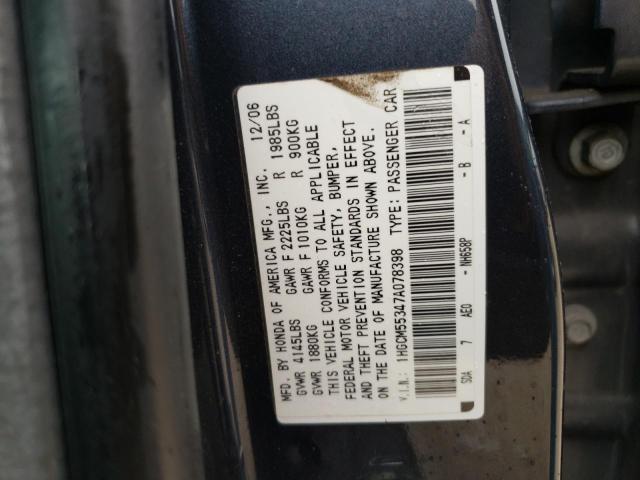 MFD. BY HONDA OF AMERICA MFG., INC. 12/06
GVWR 4145LBS GAWR F 2225LBS R 1985LBS
GVWR 1880KG GAWR F 1010KG R 900KG
THIS VEHICLE CONFORMS TO ALL APPLICABLE
FEDERAL MOTOR VEHICLE SAFETY, BUMPER,
AND THEFT PREVENTION STANDARDS IN EFFECT
ON THE DATE OF MANUFACTURE SHOWN ABOVE.
V.I.N.: 1HGCM55347A078398 TYPE: PASSENGER CAR
SDA 7 AE0 - NH658P - B - A